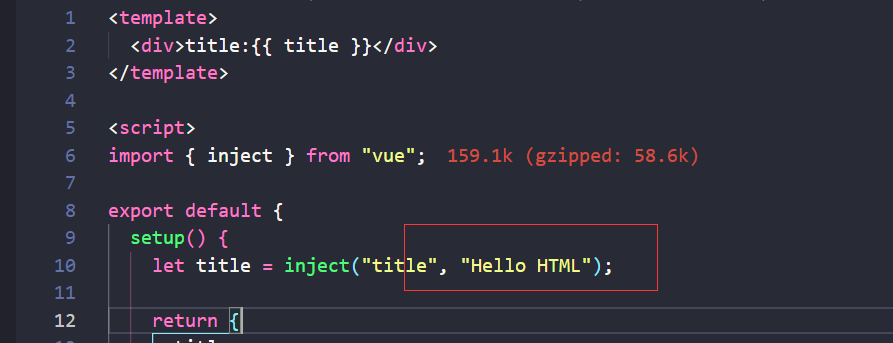 1 <template>
2 <div>title:{{ title }}</div>
3 </template>
4
5 <script>
6 import { inject } from "vue"; 159.1k (gzipped: 58.6k)
7
8 export default {
9 setup() {
10 let title = inject("title", "Hello HTML");
11
12 return {